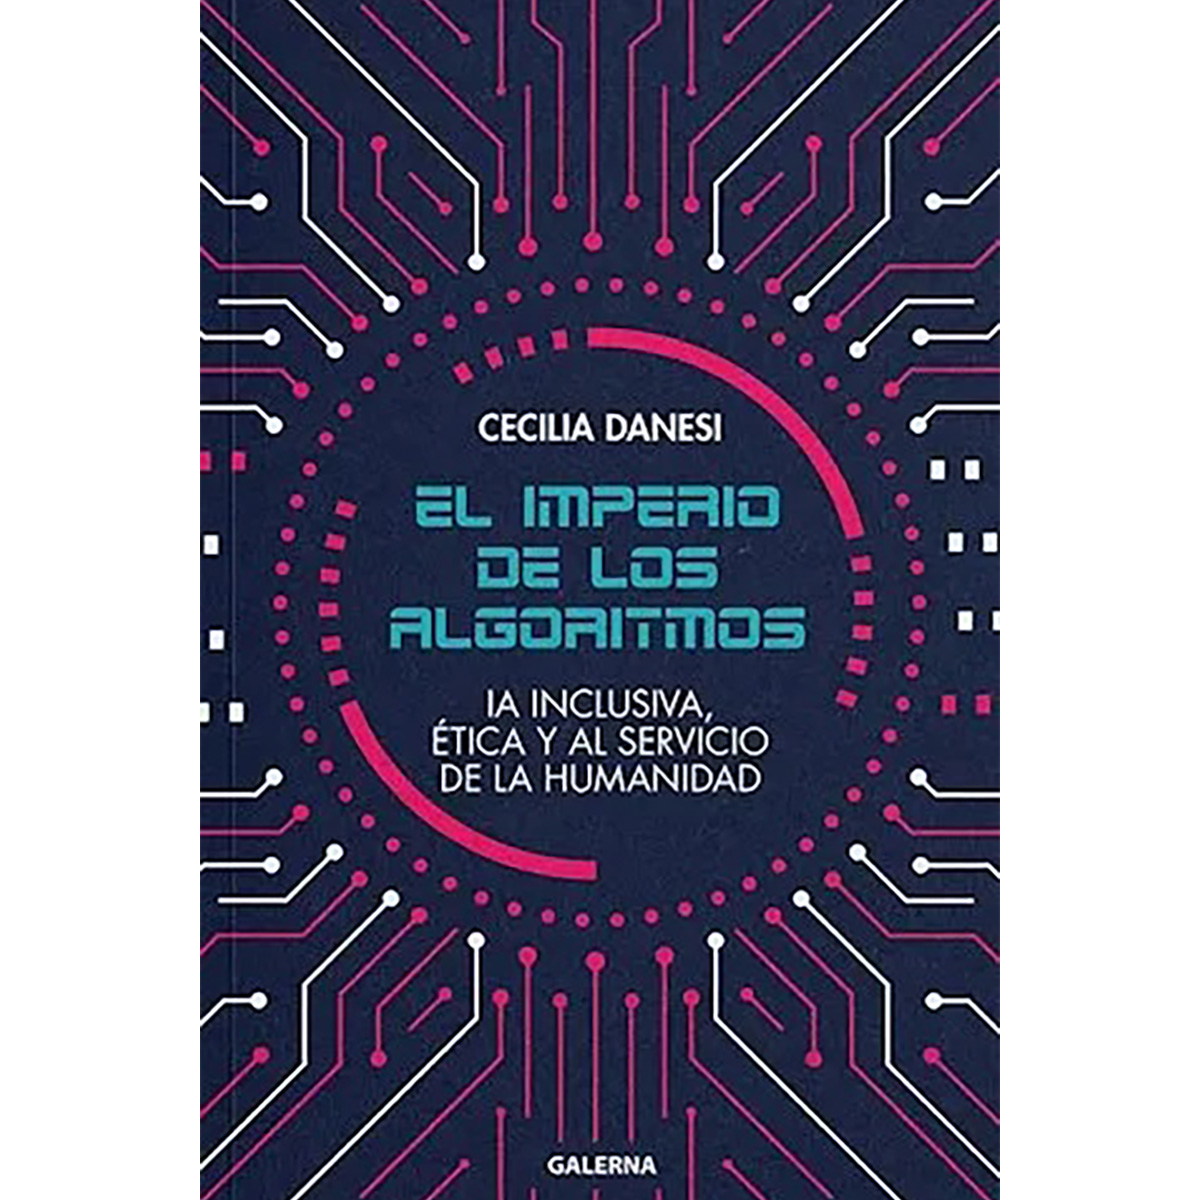 CECILIA DANESI
EL IMPERIO
DE LOS
ALGORITMOS
IA INCLUSIVA,
ÉTICA Y AL SERVICIO
DE LA HUMANIDAD
GALERNA